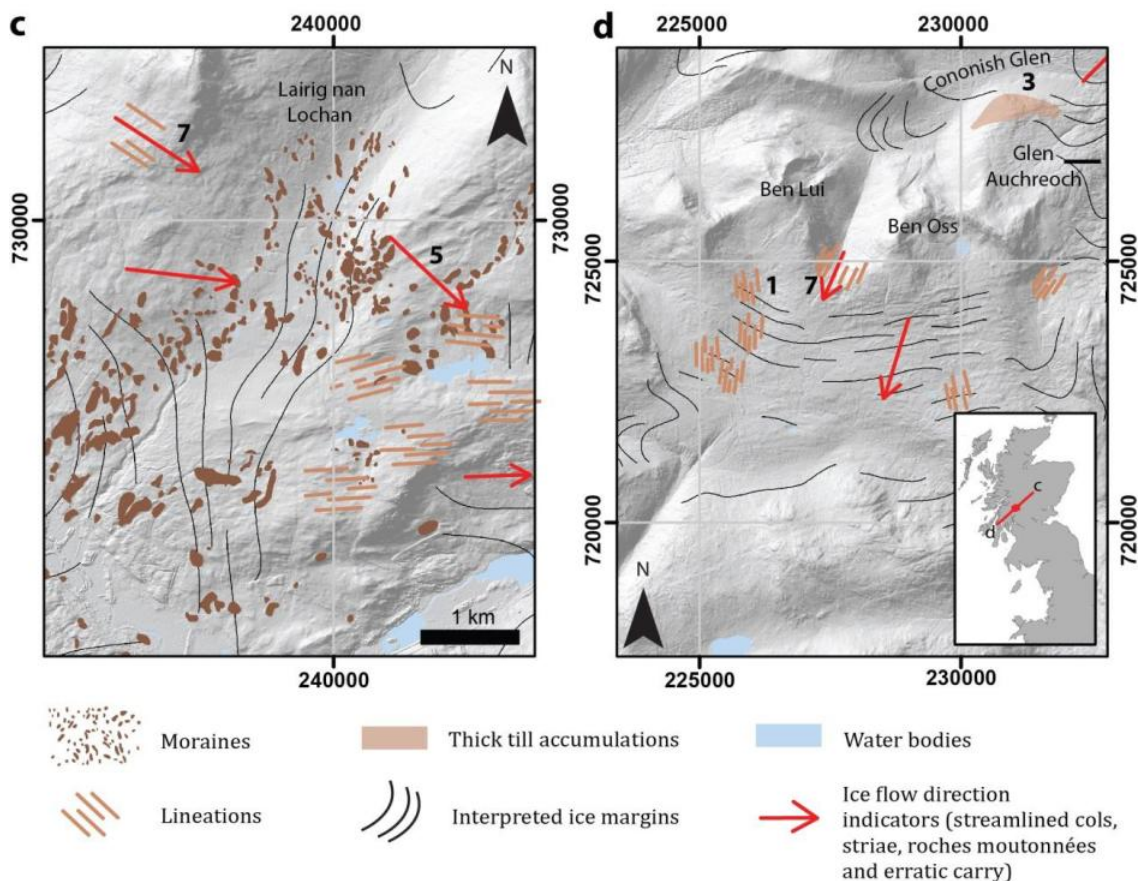 c
240000
Lairig nan
Lochan
N
7
730000
730000
5
1 km
240000
d
225000
230000
Cononish Glen
3
Glen
Auchreoch
Ben Lui
Ben Oss
725000
725000
1
7
720000
720000
N
c
d
225000
230000
Moraines
Thick till accumulations
Water bodies
Lineations
Interpreted ice margins
Ice flow direction
indicators (streamlined cols,
striae, roches moutonnées
and erratic carry)